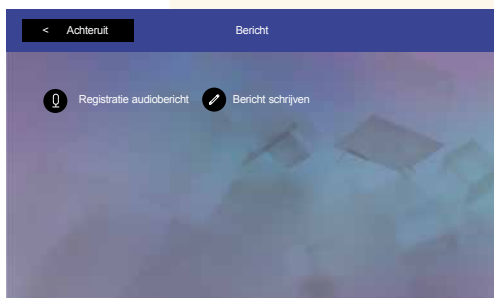 < Achteruit
Bericht
Registratie audiobericht
Bericht schrijven